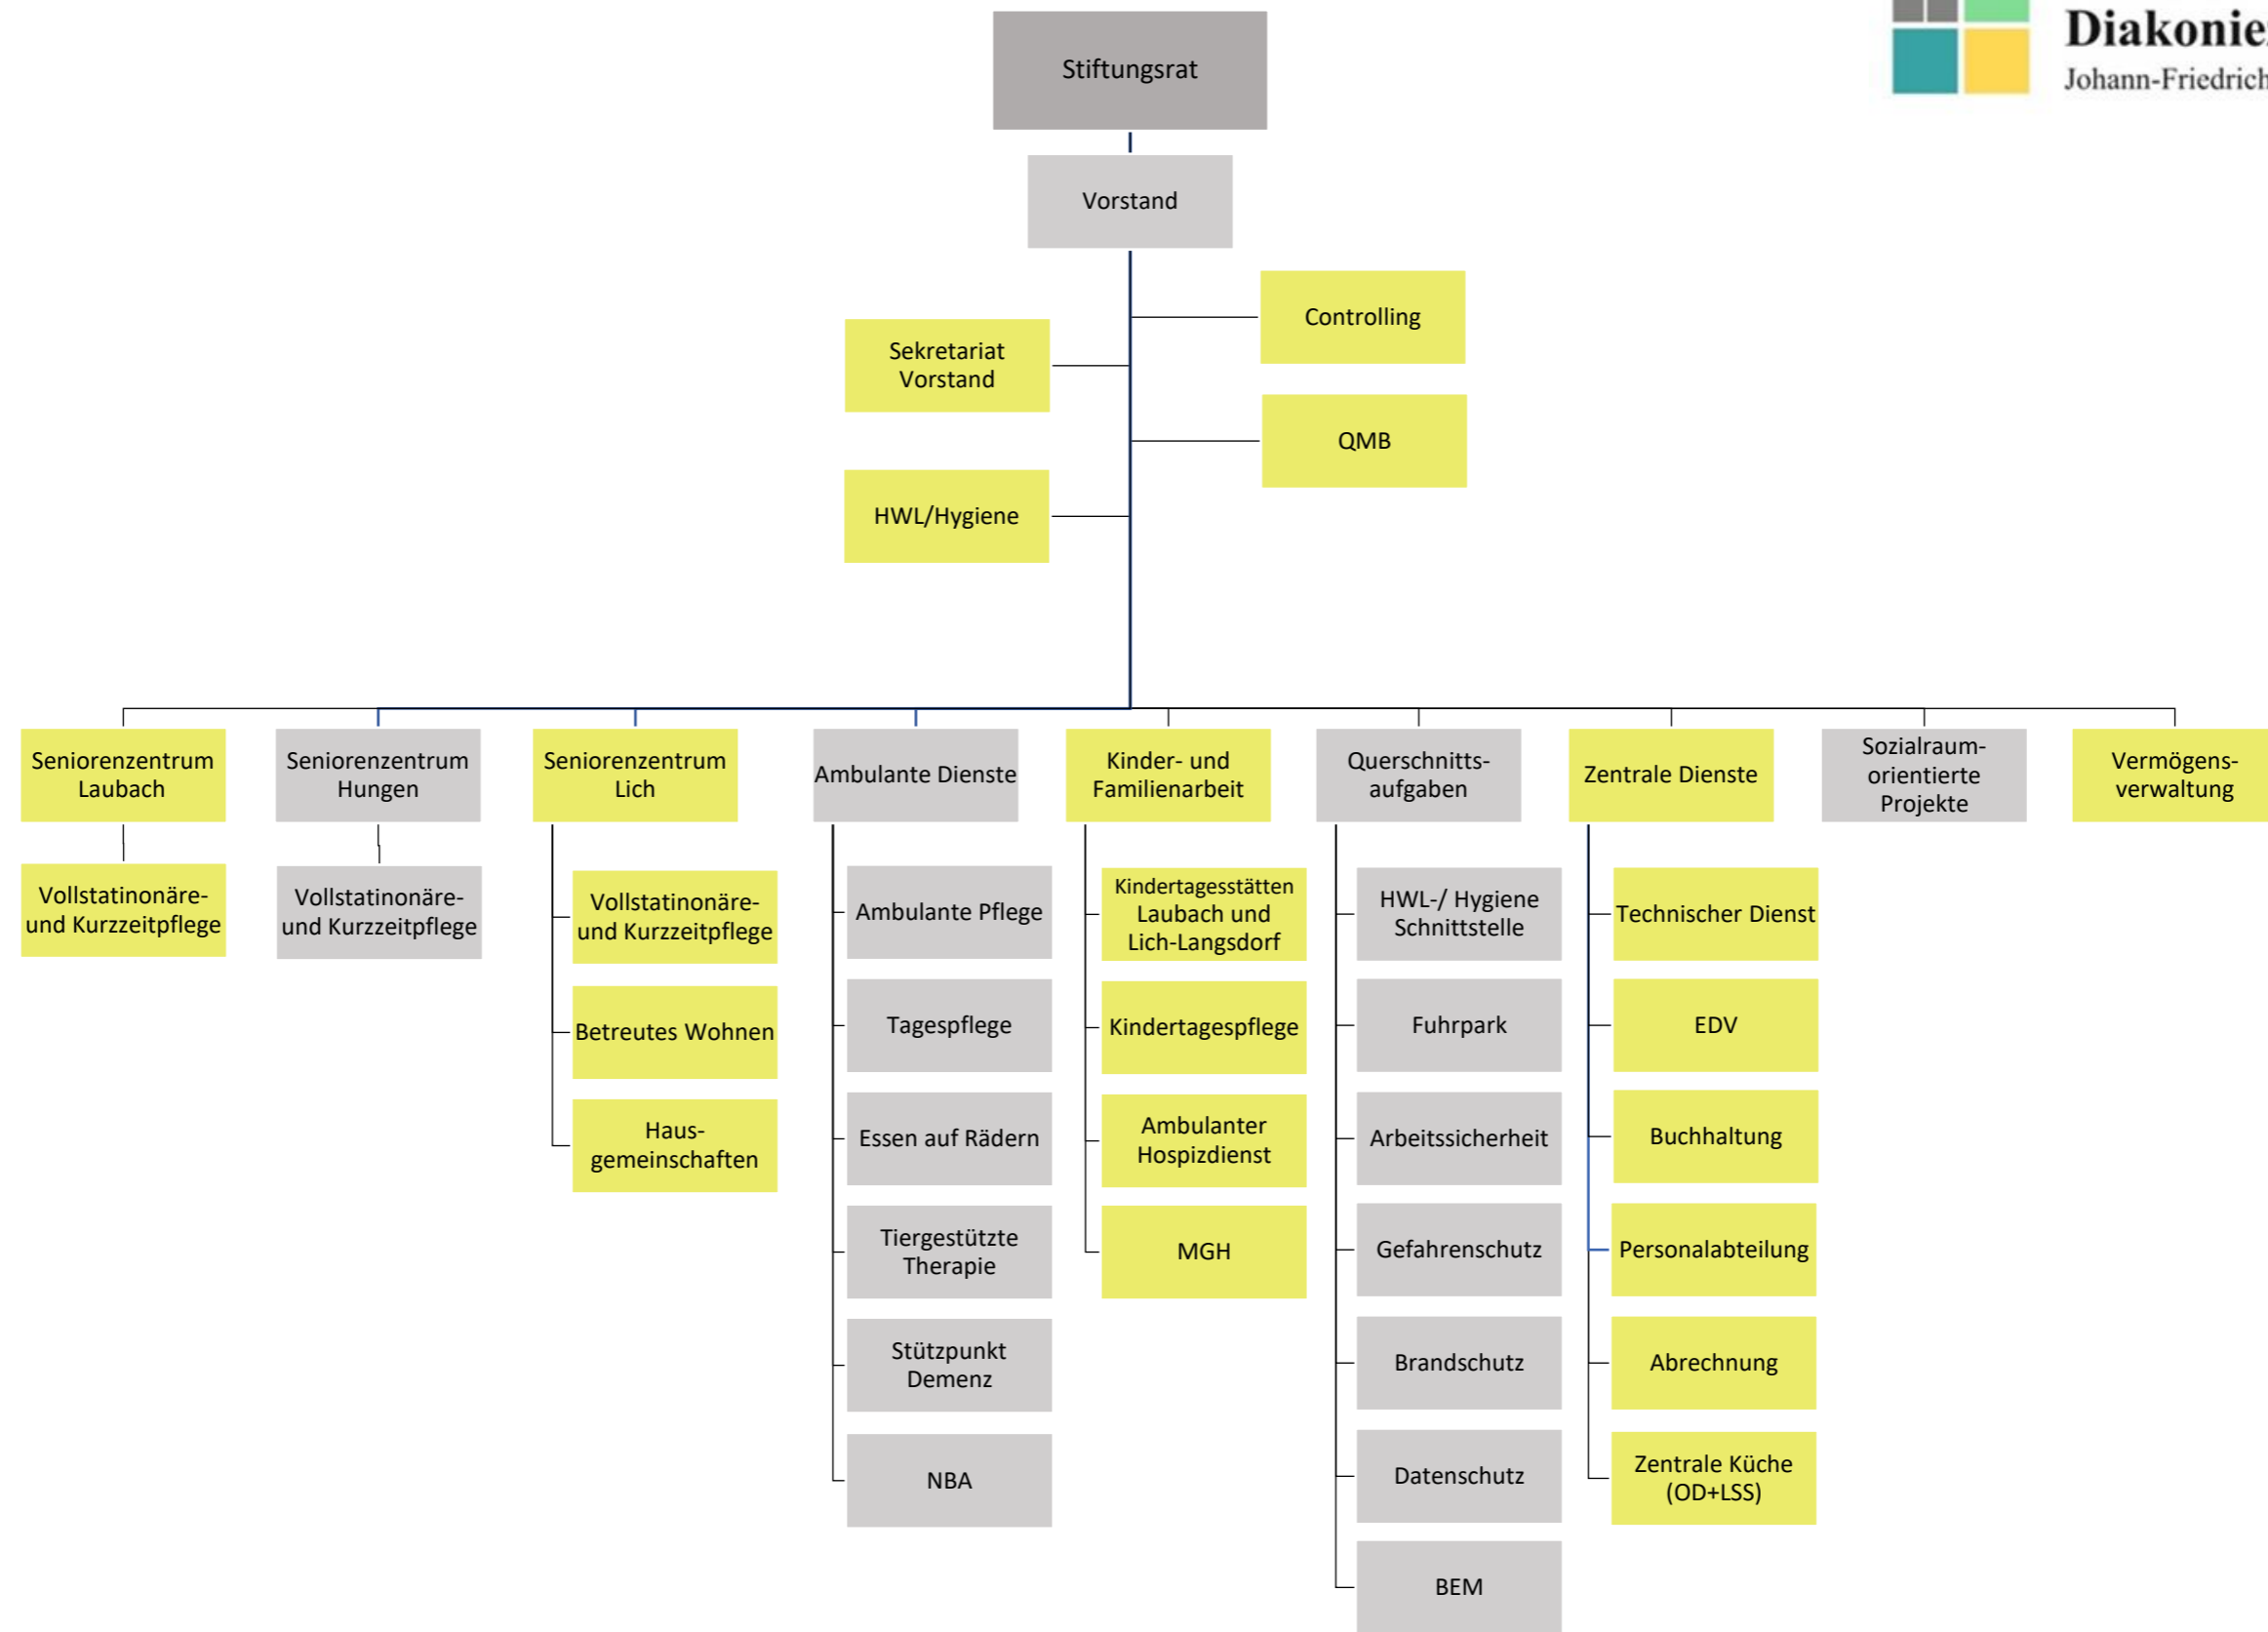 Johann-Friedrich
Stiftungsrat
Vorstand
Controlling
Sekretariat
Vorstand
QMB
HWL/Hygiene
Seniorenzentrum
Laubach
Seniorenzentrum
Hungen
Seniorenzentrum
Lich
Ambulante Dienste
Kinder- und
Familienarbeit
Querschnitts-
aufgaben
Zentrale Dienste
Sozialraum-
orientierte
Projekte
Vermögens-
verwaltung
Vollstatinonäre-
und Kurzzeitpflege
Vollstatinonäre-
und Kurzzeitpflege
Vollstatinonäre-
und Kurzzeitpflege
Betreutes Wohnen
Haus-
gemeinschaften
Ambulante Pflege
Tagespflege
Essen auf Rädern
Tiergestützte
Therapie
Stützpunkt
Demenz
NBA
Kindertagesstätten
Laubach und
Lich-Langsdorf
Kindertagespflege
Ambulanter
Hospizdienst
MGH
HWL-/ Hygiene
Schnittstelle
Fuhrpark
Arbeitssicherheit
Gefahrenschutz
Brandschutz
Datenschutz
BEM
Technischer Dienst
EDV
Buchhaltung
Personalabteilung
Abrechnung
Zentrale Küche
(OD+LSS)